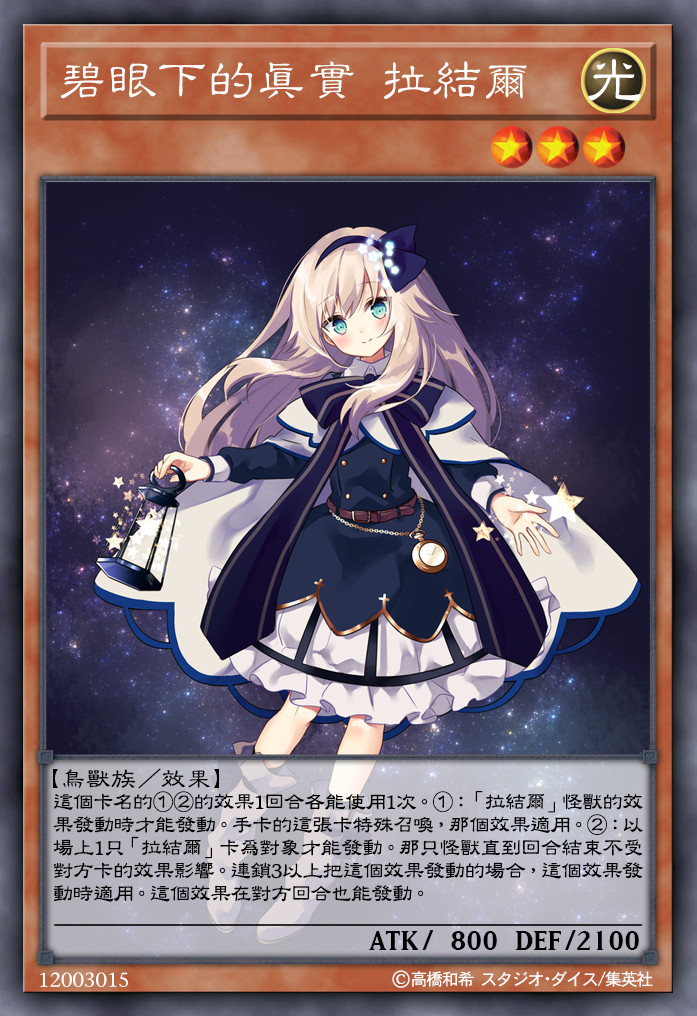 碧眼下的真實 拉結爾
光
【鳥獸族／效果】
這個卡名的①②的效果1回合各能使用1次。①：「拉結爾」怪獸的效
果發動時才能發動。手卡的這張卡特殊召喚，那個效果適用。②：以
場上1只「拉結爾」卡為對象才能發動。那只怪獸直到回合結束不受
對方卡的效果影響。連鎖3以上把這個效果發動的場合，這個效果發
動時適用。這個效果在對方回合也能發動。
ATK/ 800 DEF/2100
12003015 ©高橋和希 スタジオ・ダイス/集英社